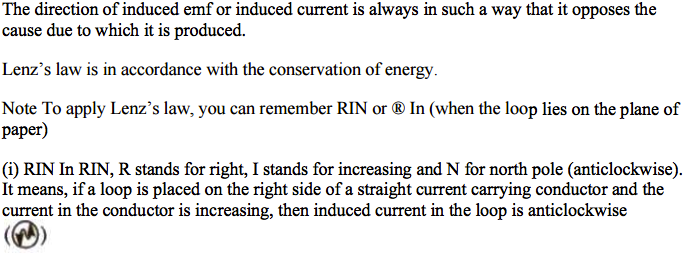 The direction of induced emf or induced current is always in such a way that it opposes the
cause due to which it is produced.
Lenz’s law is in accordance with the conservation of energy.
Note To apply Lenz’s law, you can remember RIN or ® In (when the loop lies on the plane of
paper)
(i) RIN In RIN, R stands for right, I stands for increasing and N for north pole (anticlockwise).
It means, if a loop is placed on the right side of a straight current carrying conductor and the
current in the conductor is increasing, then induced current in the loop is anticlockwise
(N)